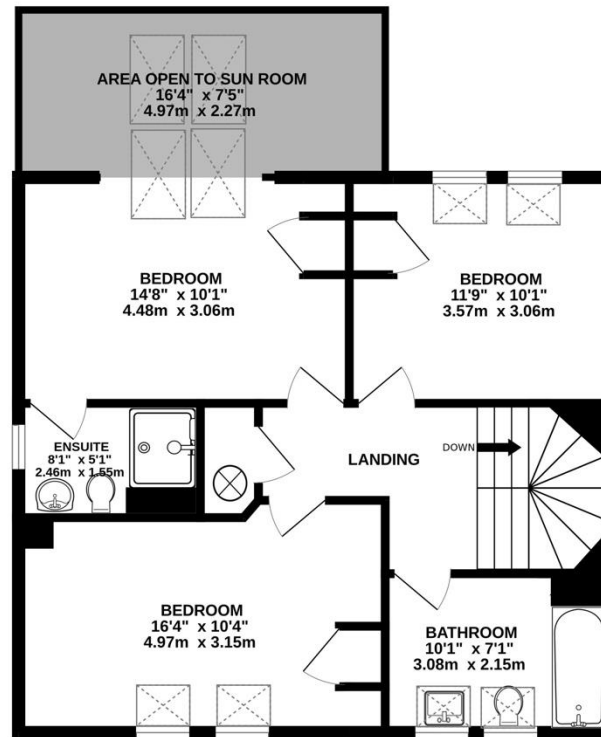 AREA OPEN TO SUN ROOM
16'4" x 7'5"
4.97m x 2.27m
BEDROOM
14'8" x 10'1"
4.48m x 3.06m
BEDROOM
11'9" x 10'1"
3.57m x 3.06m
ENSUITE
8'1" x 5'1"
2.46m x 1.55m
LANDING
DOWN
BEDROOM
16'4" x 10'4"
4.97m x 3.15m
BATHROOM
10'1" x 7'1"
3.08m x 2.15m